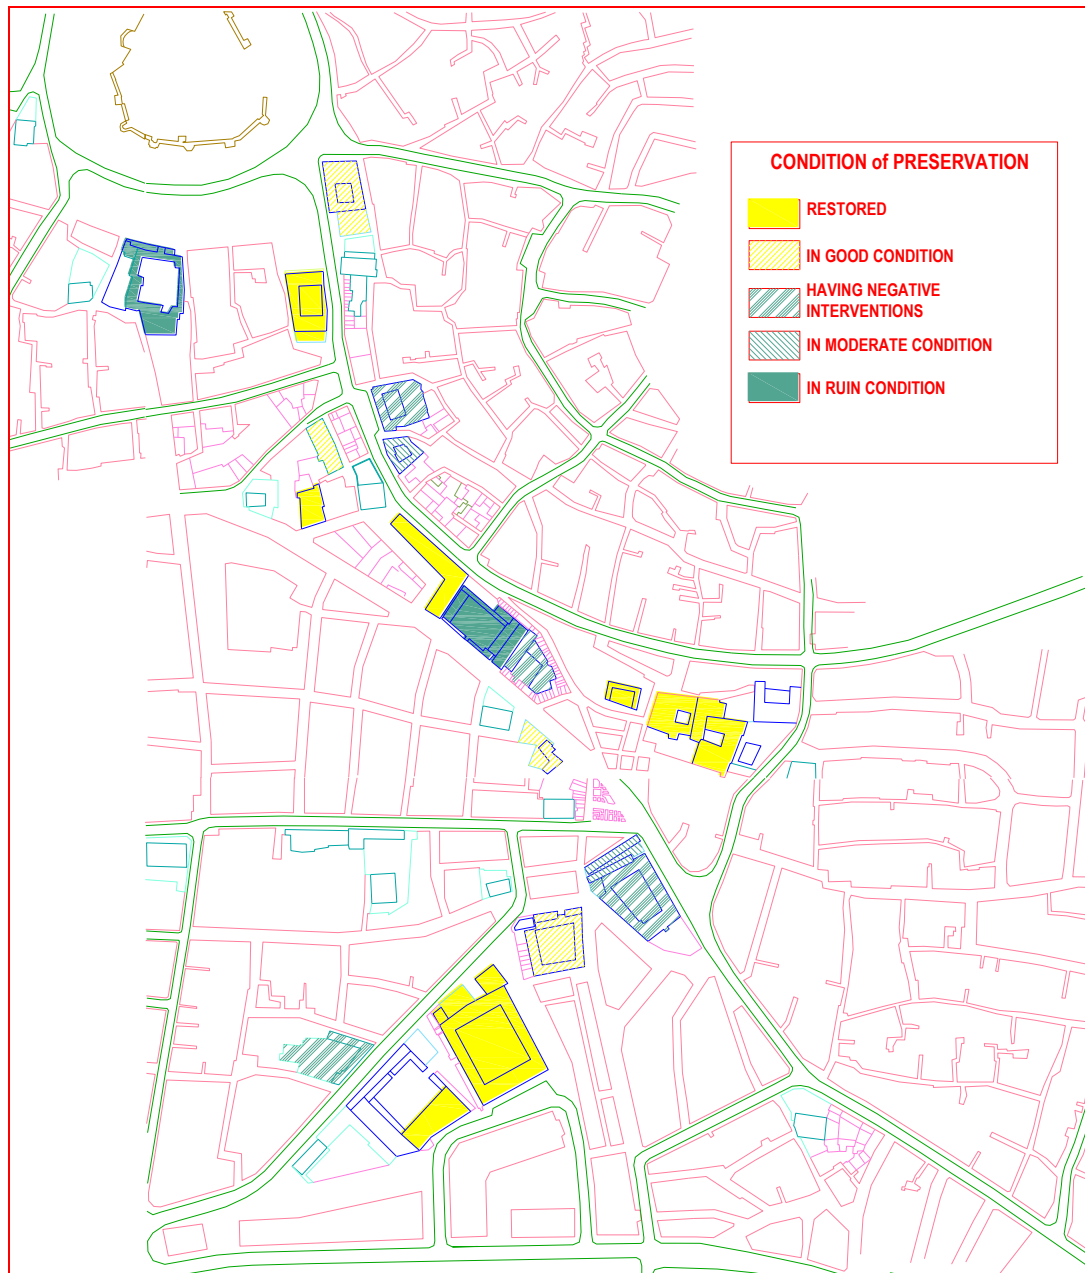 CONDITION of PRESERVATION
RESTORED
IN GOOD CONDITION
HAVING NEGATIVE
INTERVENTIONS
IN MODERATE CONDITION
IN RUIN CONDITION